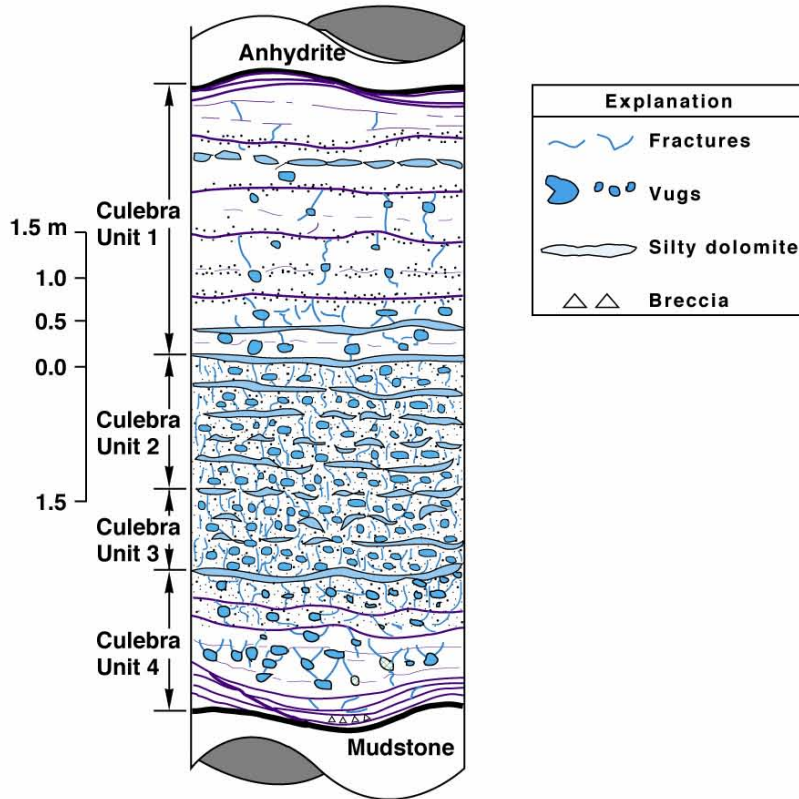 Anhydrite
Explanation
Fractures
Vugs
Silty dolomite
Breccia
Culebra
Unit 1
1.5 m
1.0
0.5
0.0
Culebra
Unit 2
1.5
Culebra
Unit 3
Culebra
Unit 4
Mudstone